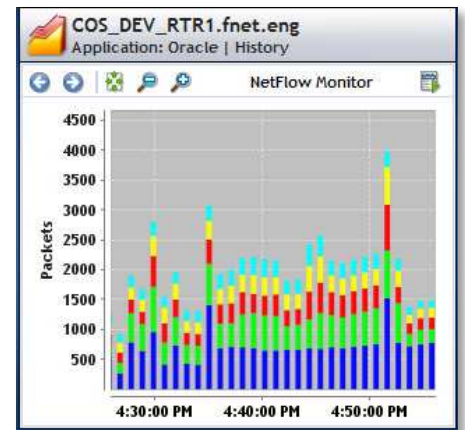 COS_DEV_RTR1.fnet.eng
Application: Oracle | History
NetFlow Monitor
4500
4000
3500
3000
2500
2000
1500
1000
500
Packets
4:30:00 PM
4:40:00 PM
4:50:00 PM